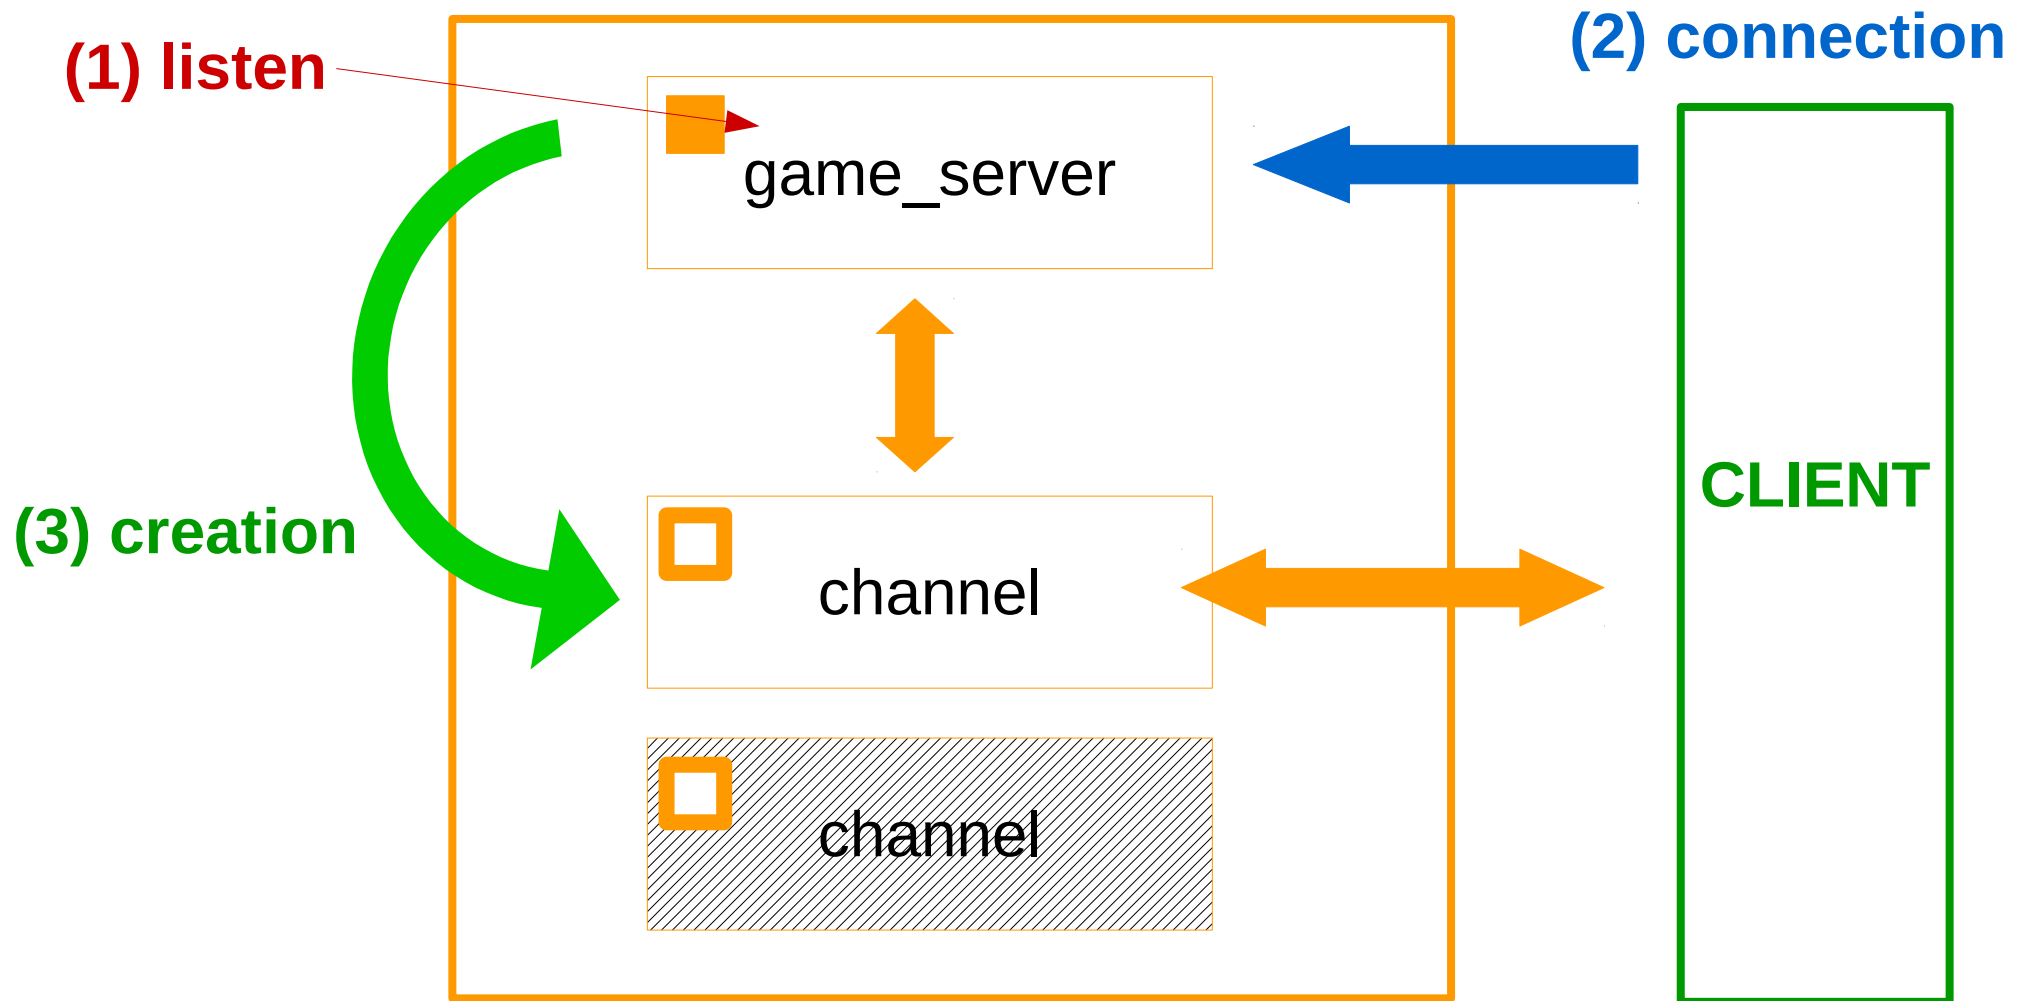 (1) listen
(2) connection
game_server
CLIENT
(3) creation
channel
channel